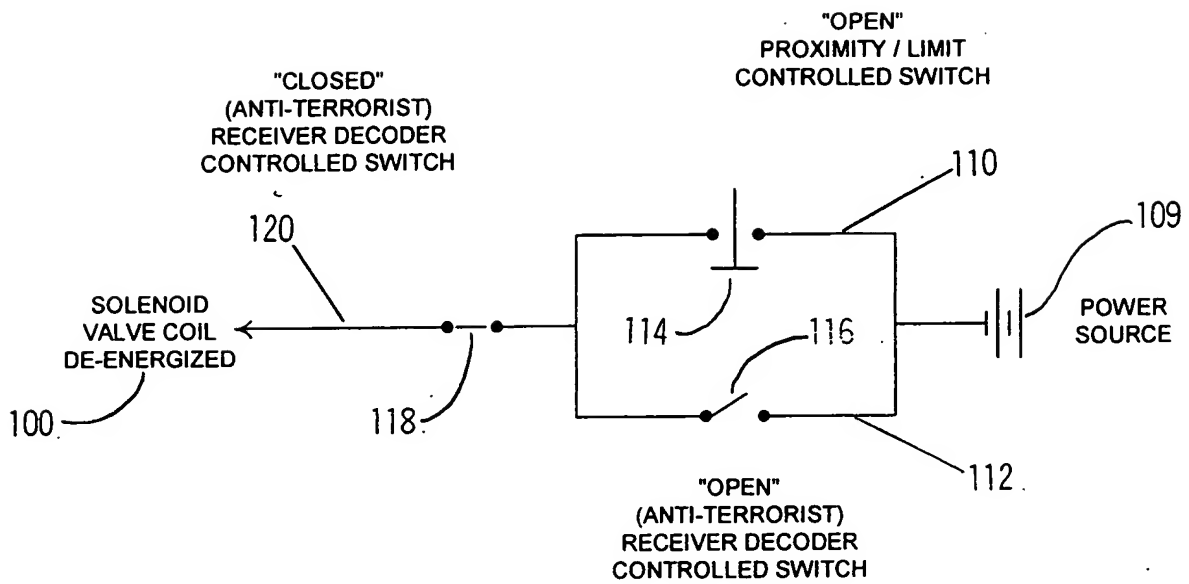 "OPEN"
PROXIMITY / LIMIT
CONTROLLED SWITCH
"CLOSED"
(ANTI-TERRORIST)
RECEIVER DECODER
CONTROLLED SWITCH
110
109
120
SOLENOID
VALVE COIL
DE-ENERGIZED
114
116
POWER
SOURCE
100
118
112
"OPEN"
(ANTI-TERRORIST)
RECEIVER DECODER
CONTROLLED SWITCH